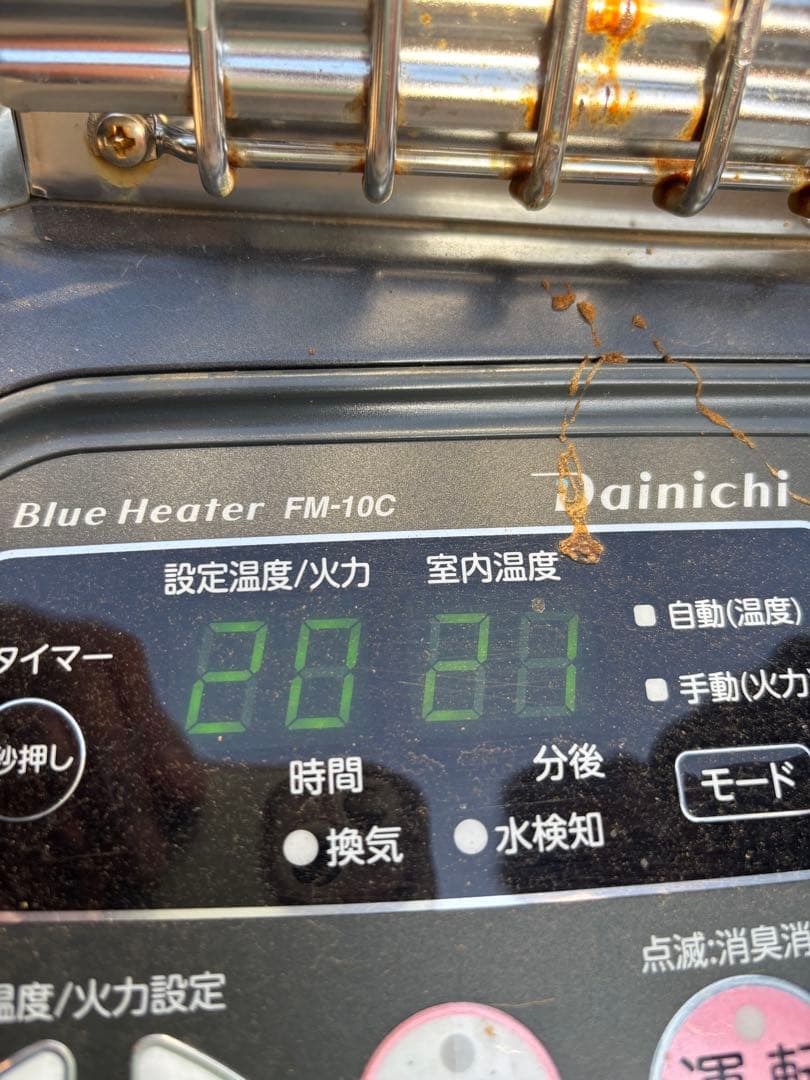 Blue Heater FM-10C Dainichi
設定温度/火力 室内温度
20 21
自動(温度)
タイマー
手動(火力)
秒押し
時間 分後
モード
換気 水検知
点滅:消臭消
温度/火力設定
運転